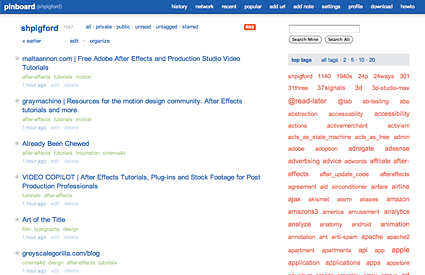 pinboard (shpigford)
history network recent popular add url add note settings profile download howto
shpigford
all · private · public · unread · untagged · starred
RSS
« earlier
edit · organize
maltaannon.com | Free Adobe After Effects and Production Studio Video
Tutorials
after-effects tutorials motion
1 hour ago edit delete
graymachine | Resources for the motion design community. After Effects
tutorials and more.
after-effects tutorials motion
1 hour ago edit delete
Already Been Chewed
after-effects tutorials inspiration cinema4d
1 hour ago edit delete
VIDEO COPILOT | After Effects Tutorials, Plug-ins and Stock Footage for Post
Production Professionals
tutorials after-effects
1 hour ago edit delete
Art of the Title
film typography design
1 hour ago edit delete
greyscalegorilla.com/blog
cinema4d design after-effects tutorials
1 hour ago edit delete
Search Mine Search All
top tags all tags · 2 · 5 · 10 · 20
shpigford 1140 1940s 24p 24ways 301
31three 37signals 3d 3d-studio-max
@read-later @tab ab-testing abs
abstraction accessability accessibility
actions activemerchant activism
acts_as_state_machine acts_as_tree admin
adobe adoption adregate adsense
advertising advice adwords affiliate after-
effects after_update_code aftereffects
agreement aid airconditioner airfare airline
ajax akismet alarm aliases amazon
amazons3 america amusement analytics
analyze anatomy android animation
annotation ant anti-spam apache apache2
apartment apartments api app apple
application applications apps appstore